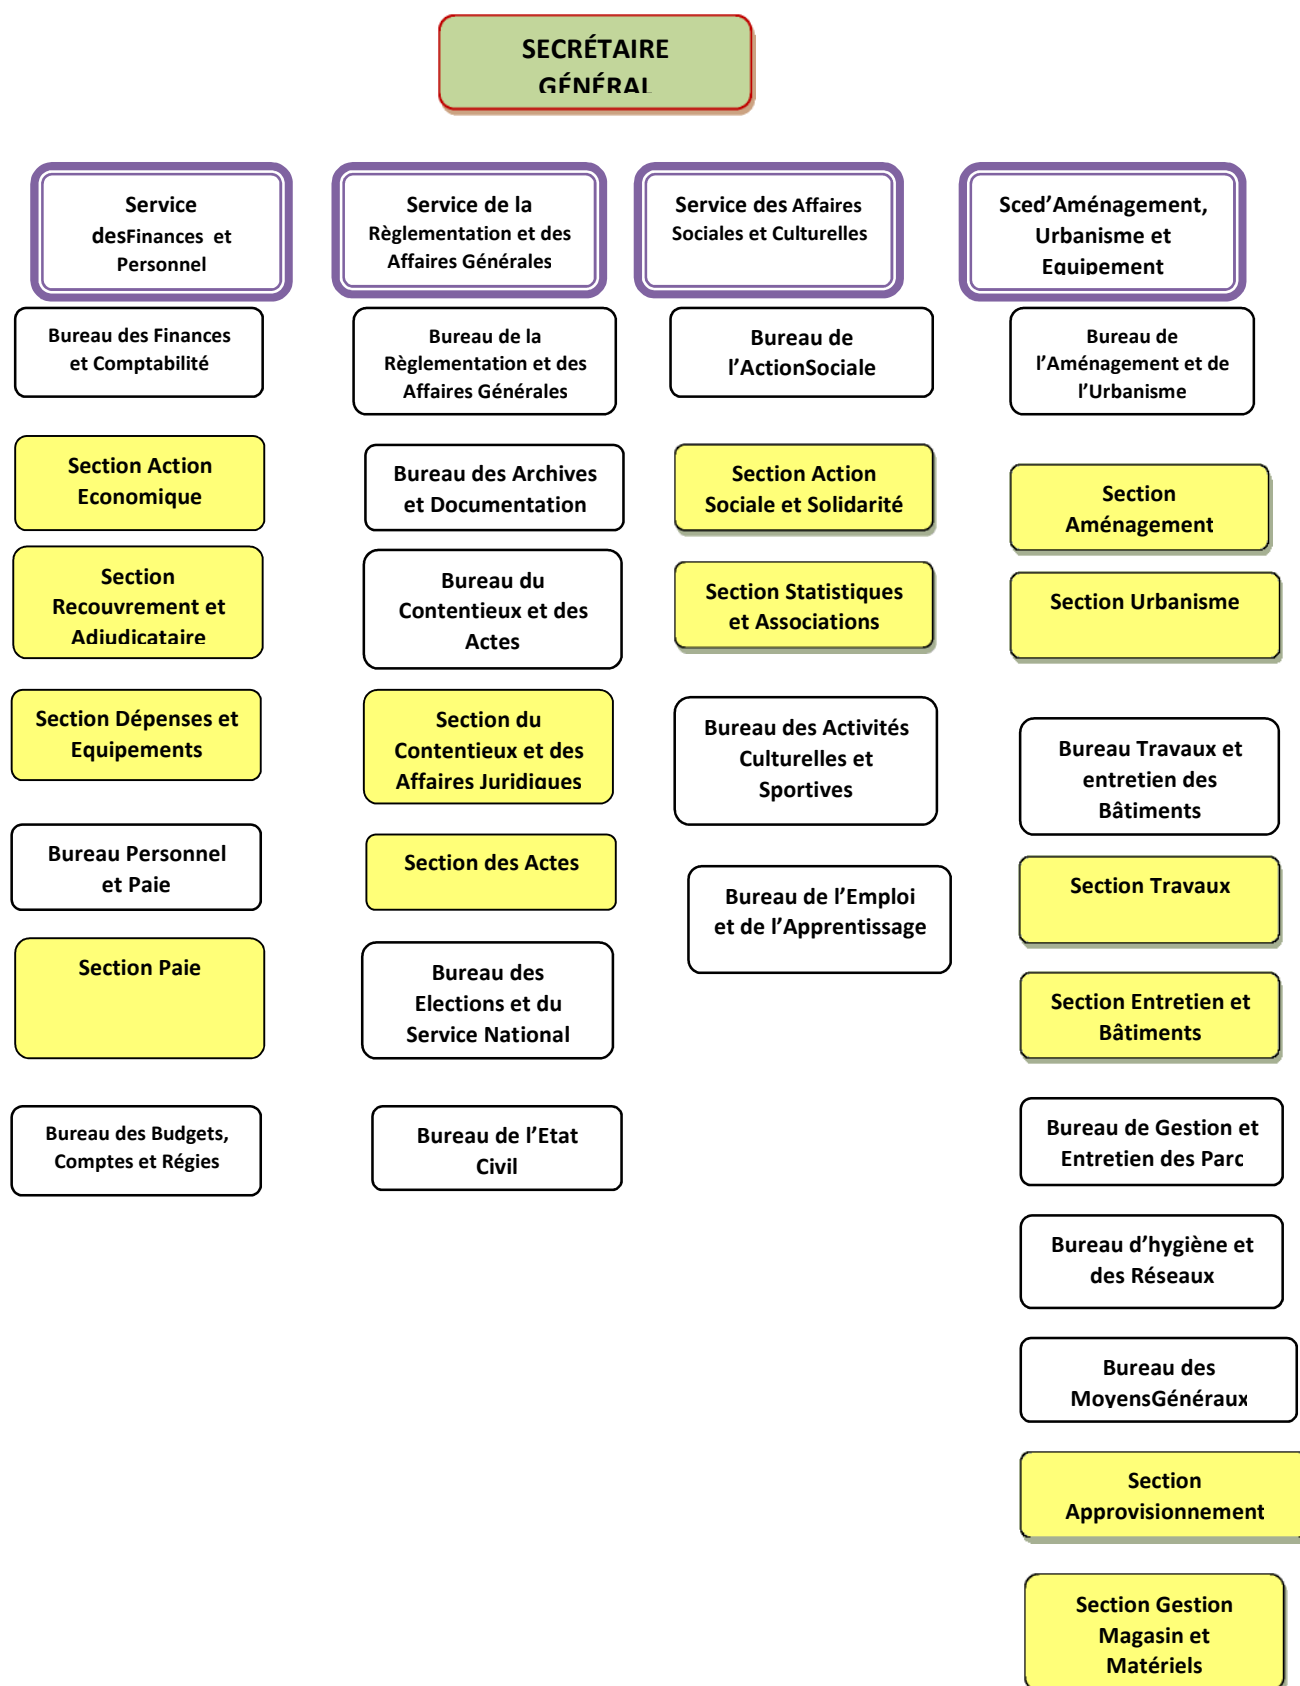 SECRÉTAIRE
GÉNÉRAL
Service
desFinances et
Personnel
Bureau des Finances
et Comptabilité
Section Action
Economique
Section
Recouvrement et
Adjudicataire
Section Dépenses et
Equipements
Bureau Personnel
et Paie
Section Paie
Bureau des Budgets,
Comptes et Régies
Service de la
Règlementation et des
Affaires Générales
Bureau de la
Règlementation et des
Affaires Générales
Bureau des Archives
et Documentation
Bureau du
Contentieux et des
Actes
Section du
Contentieux et des
Affaires Juridiques
Section des Actes
Bureau des
Elections et du
Service National
Bureau de l’Etat
Civil
Service des Affaires
Sociales et Culturelles
Bureau de
l’ActionSociale
Section Action
Sociale et Solidarité
Section Statistiques
et Associations
Bureau des Activités
Culturelles et
Sportives
Bureau de l’Emploi
et de l’Apprentissage
Sced’Aménagement,
Urbanisme et
Equipement
Bureau de
l’Aménagement et de
l’Urbanisme
Section
Aménagement
Section Urbanisme
Bureau Travaux et
entretien des
Bâtiments
Section Travaux
Section Entretien et
Bâtiments
Bureau de Gestion et
Entretien des Parc
Bureau d’hygiène et
des Réseaux
Bureau des
MoyensGénéraux
Section
Approvisionnement
Section Gestion
Magasin et
Matériels